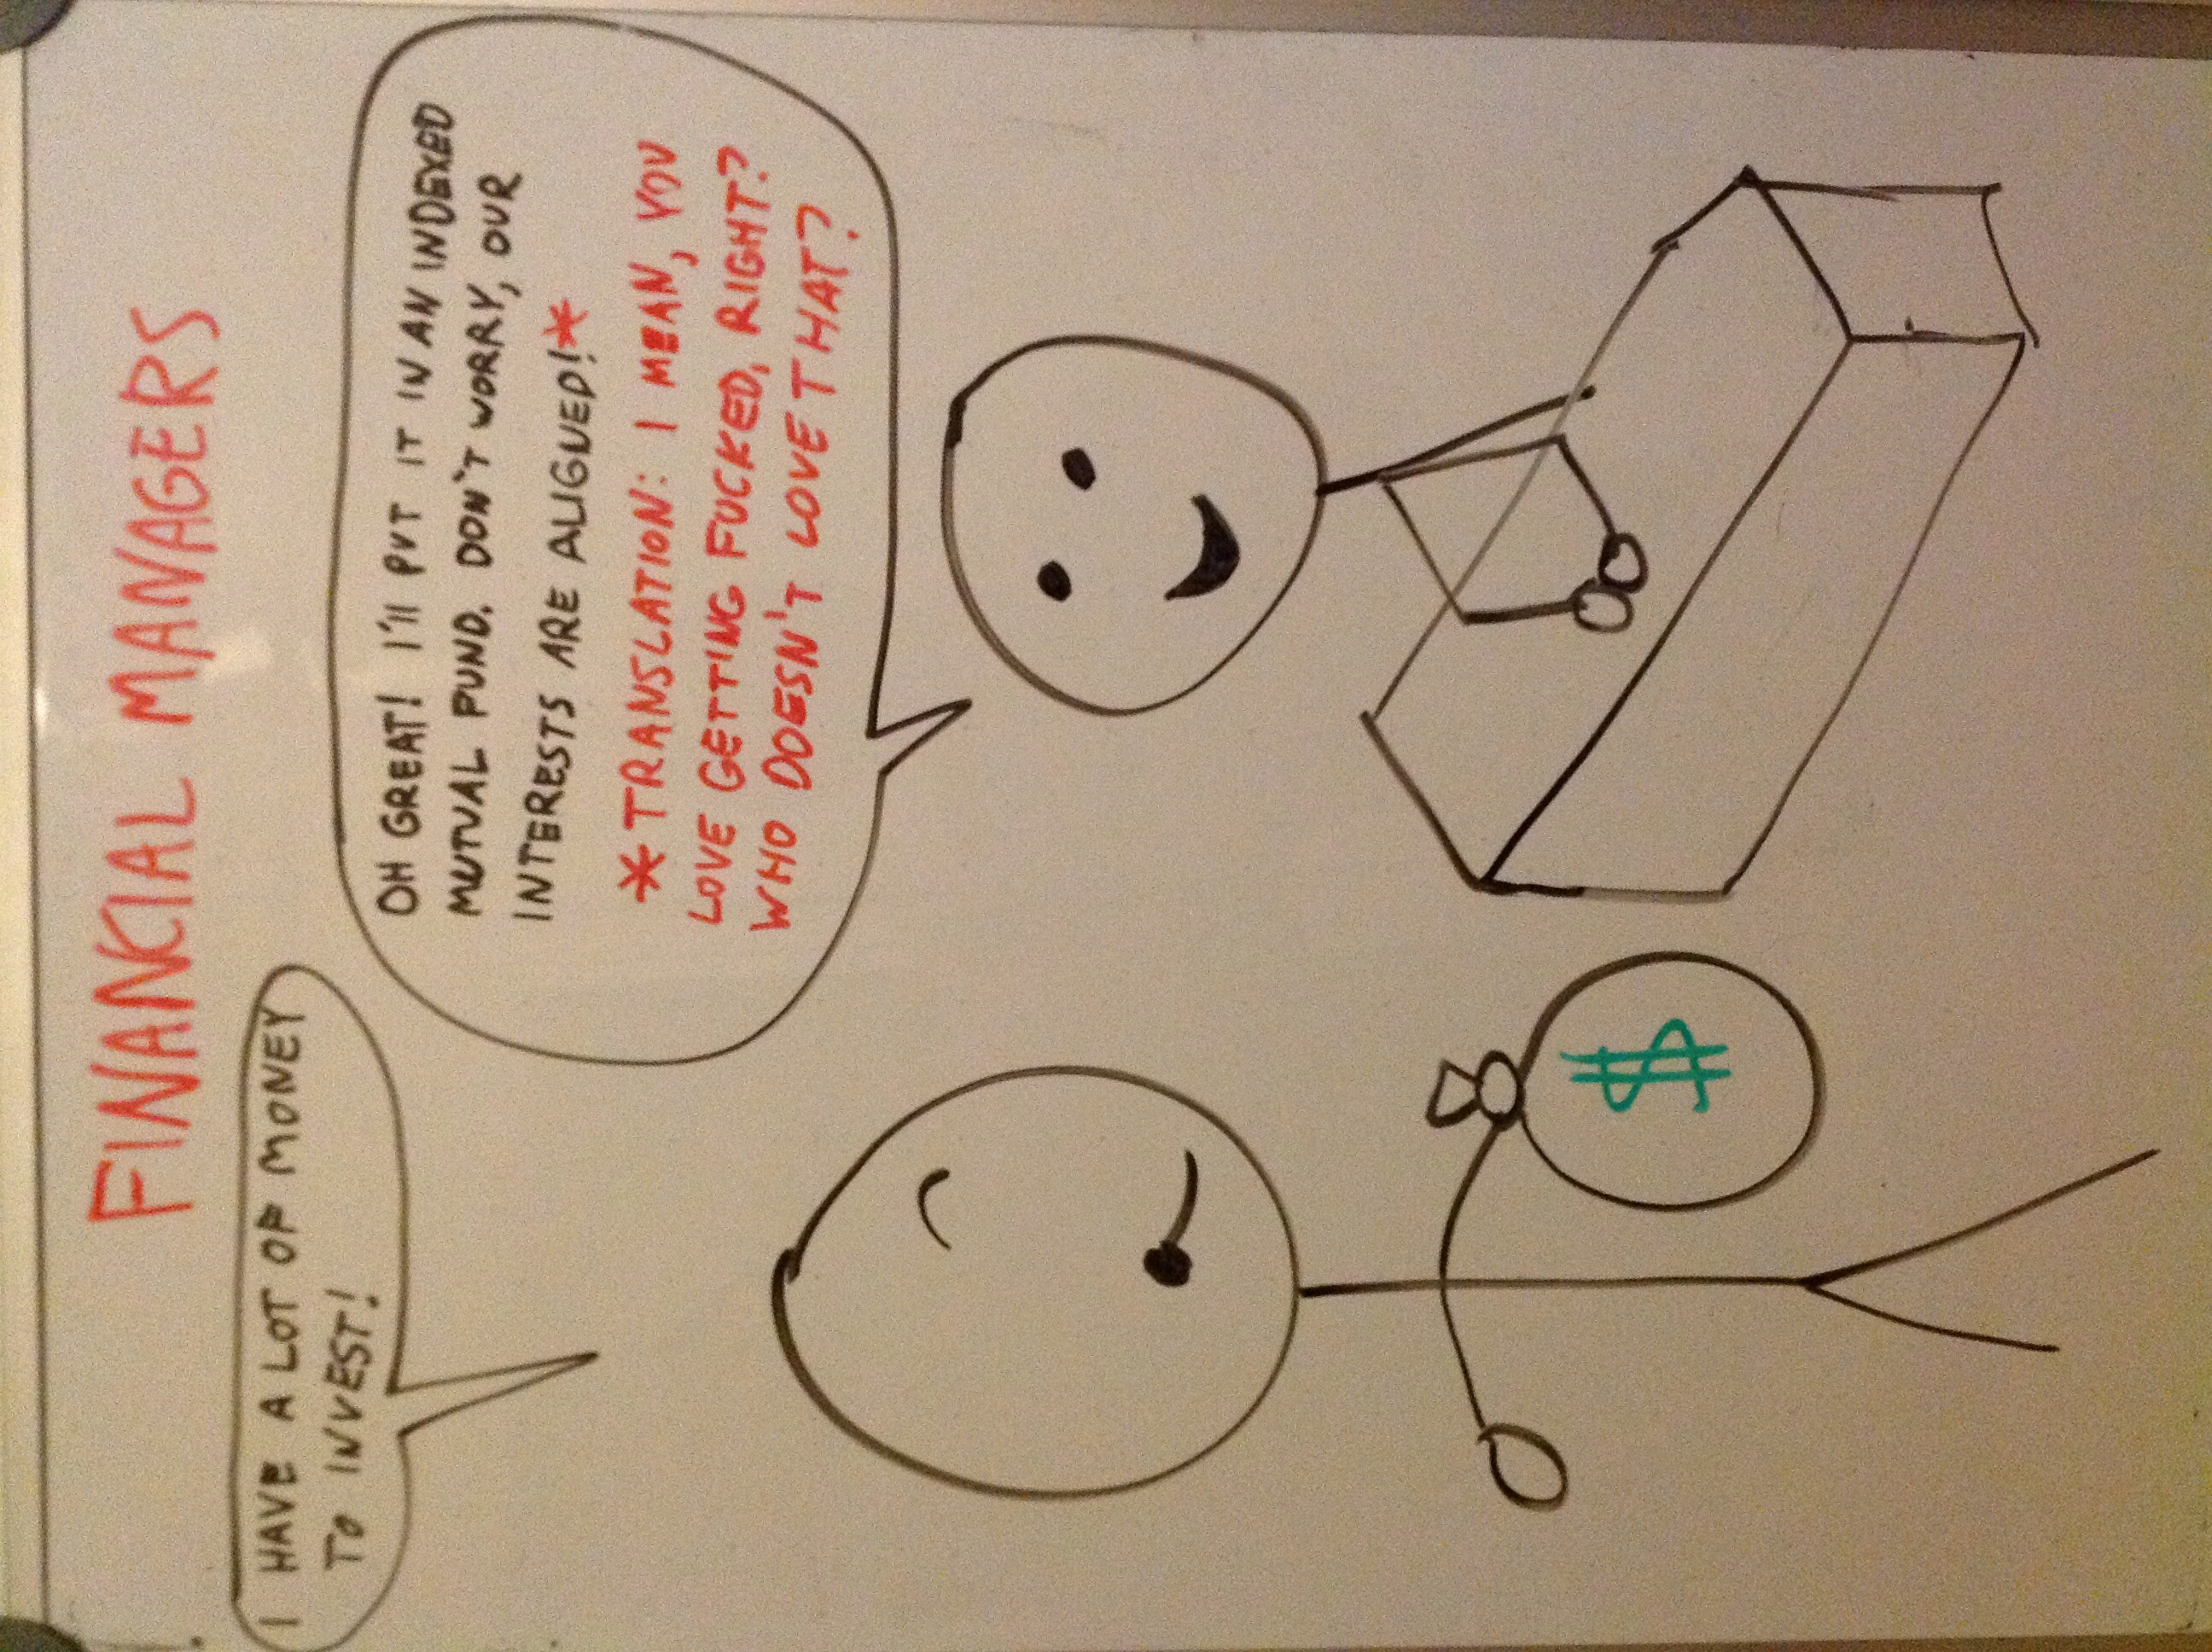 FINANCIAL MANAGERS
I HAVE A LOT OF MONEY
TO INVEST!
OH GREAT! I'll PUT IT IN AN INDEXED
MUTUAL FUND. DON'T WORRY, OUR
INTERESTS ARE ALIGNED!*
*TRANSLATION: I MEAN, YOU
LOVE GETTING FUCKED, RIGHT?
WHO DOESN'T LOVE THAT?
$